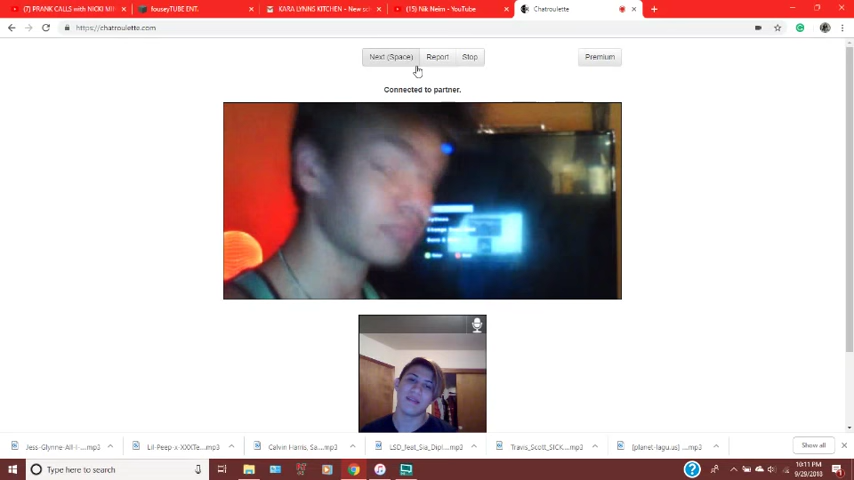 (7) PRANK CALLS with NICKI MI
fouseyTUBE ENT.
KARA LYNNS KITCHEN - New so
(15) Nik Neim - YouTube
Chatroulette
https://chatroulette.com
Next (Space)
Report
Stop
Premium
Connected to partner.
Jess-Glynne-All-I-....mp3
Lil-Peep-x-XXXTe....mp3
Calvin Harris, Sa....mp3
LSD_feat_Sia_Dipl....mp3
Travis_Scott_SICK....mp3
[planet-lagu.us] ....mp3
Show all
Type here to search
10:11 PM
9/29/2018